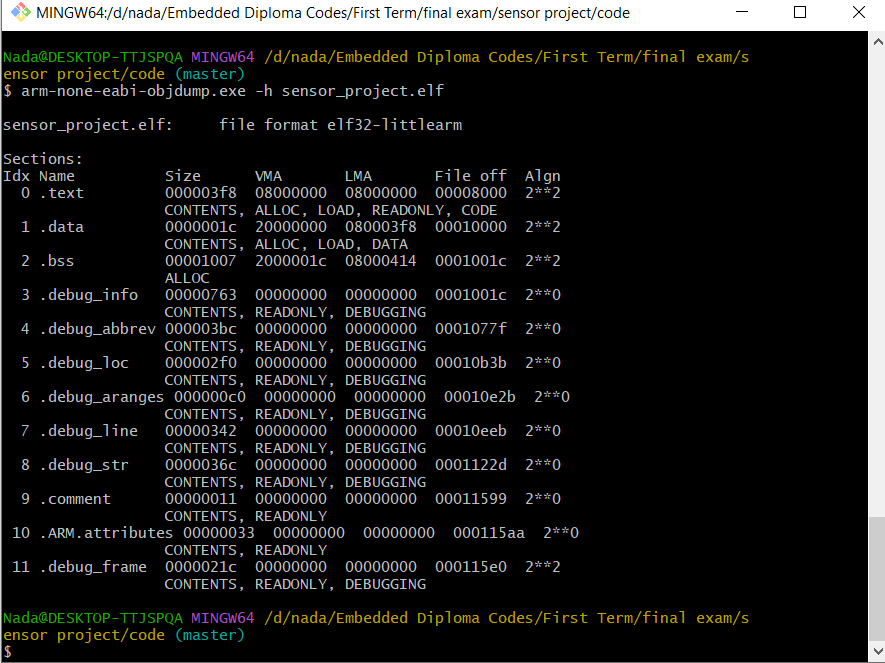 MINGW64:/d/nada/Embedded Diploma Codes/First Term/final exam/sensor project/code
Nada@DESKTOP-TTJSPQA MINGW64 /d/nada/Embedded Diploma Codes/First Term/final exam/s
ensor project/code (master)
$ arm-none-eabi-objdump.exe -h sensor_project.elf
sensor_project.elf:     file format elf32-littlearm
Sections:
Idx Name          Size      VMA       LMA       File off  Algn
  0 .text         000003f8  08000000  08000000  00008000  2**2
                  CONTENTS, ALLOC, LOAD, READONLY, CODE
  1 .data         0000001c  20000000  080003f8  00010000  2**2
                  CONTENTS, ALLOC, LOAD, DATA
  2 .bss          00001007  2000001c  08000414  0001001c  2**2
                  ALLOC
  3 .debug_info   00000763  00000000  00000000  0001001c  2**0
                  CONTENTS, READONLY, DEBUGGING
  4 .debug_abbrev 000003bc  00000000  00000000  0001077f  2**0
                  CONTENTS, READONLY, DEBUGGING
  5 .debug_loc    000002f0  00000000  00000000  00010b3b  2**0
                  CONTENTS, READONLY, DEBUGGING
  6 .debug_aranges 000000c0  00000000  00000000  00010e2b  2**0
                  CONTENTS, READONLY, DEBUGGING
  7 .debug_line   00000342  00000000  00000000  00010eeb  2**0
                  CONTENTS, READONLY, DEBUGGING
  8 .debug_str    0000036c  00000000  00000000  0001122d  2**0
                  CONTENTS, READONLY, DEBUGGING
  9 .comment      00000011  00000000  00000000  00011599  2**0
                  CONTENTS, READONLY
 10 .ARM.attributes 00000033  00000000  00000000  000115aa  2**0
                  CONTENTS, READONLY
 11 .debug_frame  0000021c  00000000  00000000  000115e0  2**2
                  CONTENTS, READONLY, DEBUGGING
Nada@DESKTOP-TTJSPQA MINGW64 /d/nada/Embedded Diploma Codes/First Term/final exam/s
ensor project/code (master)
$